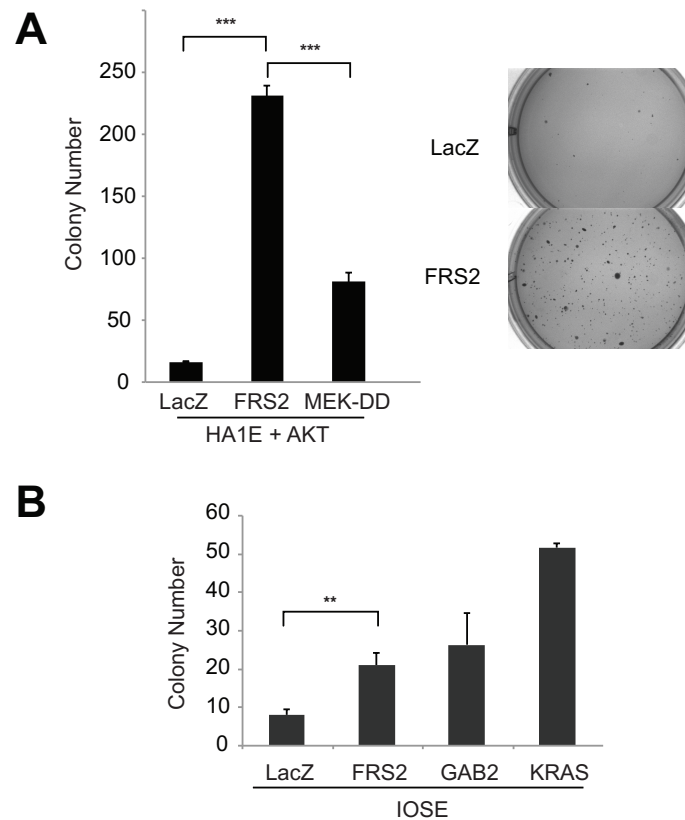 A
***
***
250
200
150
100
50
0
Colony Number
LacZ FRS2 MEK-DD
HA1E + AKT
LacZ
FRS2
B
60
50
40
30
20
10
0
Colony Number
**
LacZ FRS2 GAB2 KRAS
IOSE